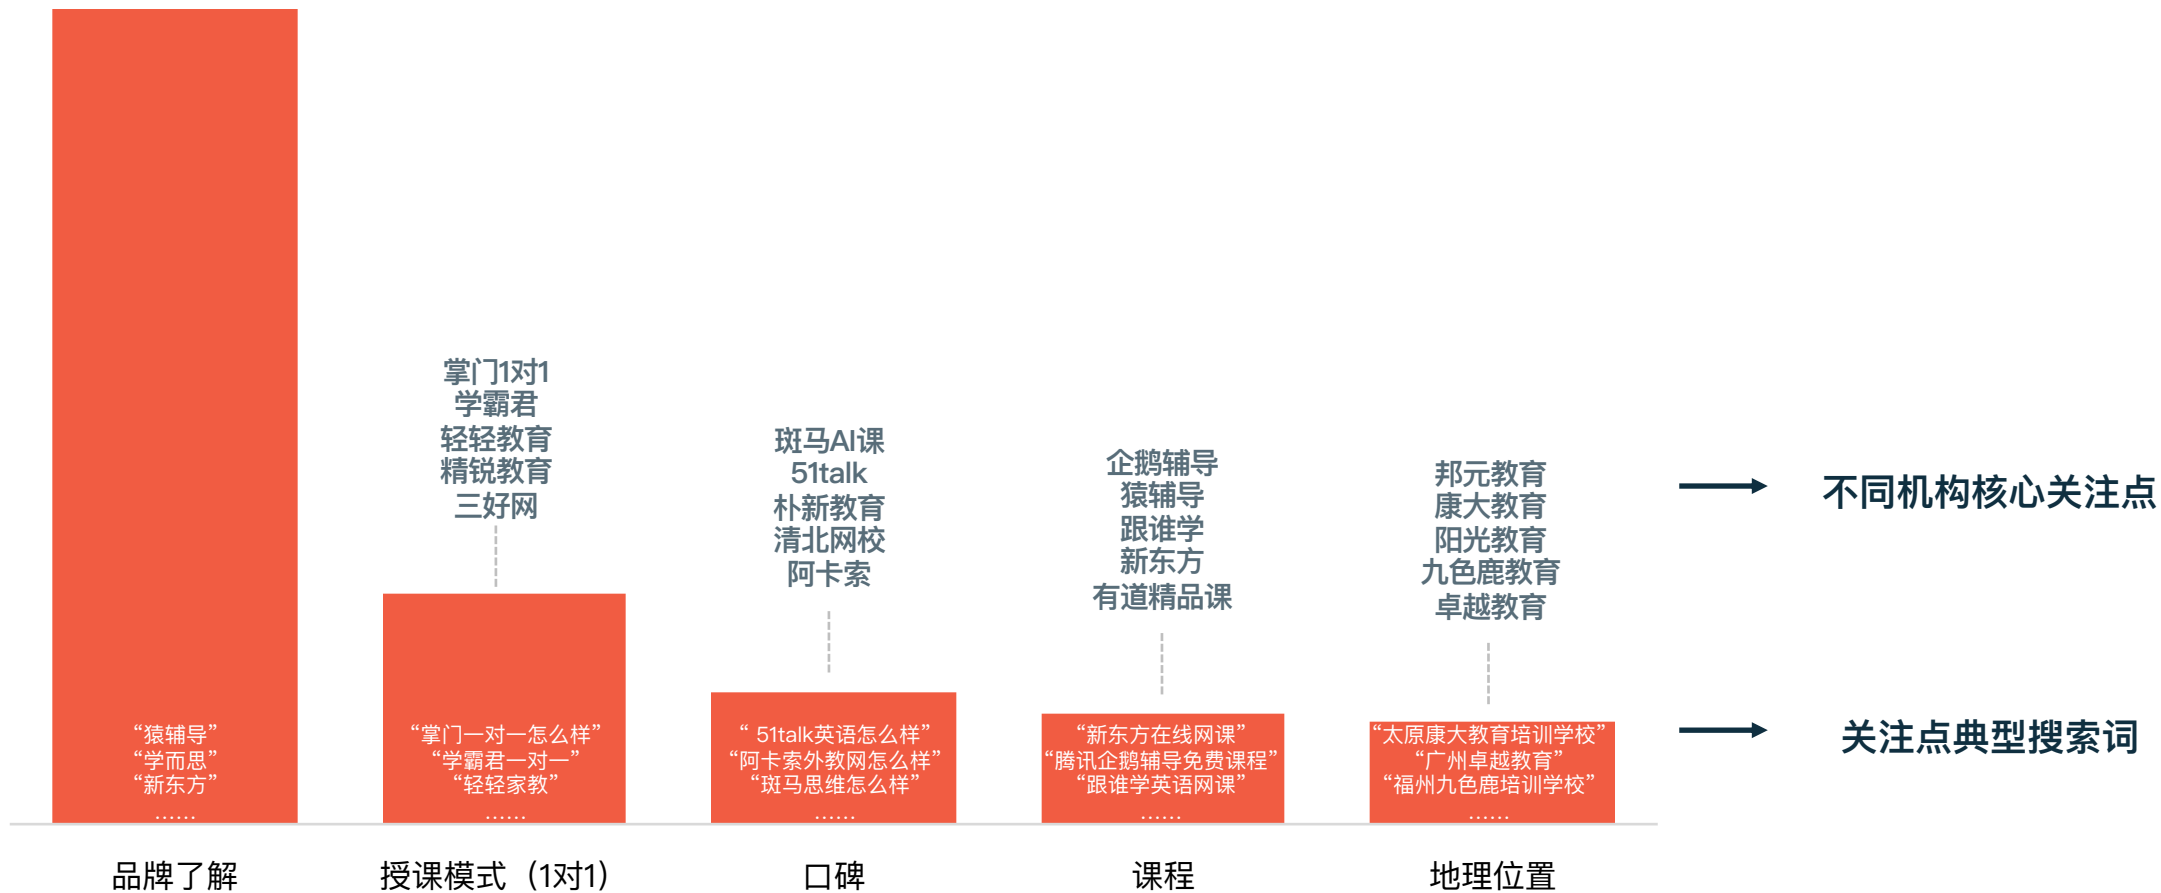 掌门1对1
学霸君
轻轻教育
精锐教育
三好网
斑马AI课
51talk
朴新教育
清北网校
阿卡索
企鹅辅导
猿辅导
跟谁学
新东方
有道精品课
邦元教育
康大教育
阳光教育
九色鹿教育
卓越教育
不同机构核心关注点
“猿辅导”
“学而思”
“新东方”
……
“掌门一对一怎么样”
“学霸君一对一”
“轻轻家教”
……
“ 51talk英语怎么样”
“阿卡索外教网怎么样”
“斑马思维怎么样”
……
“新东方在线网课”
“腾讯企鹅辅导免费课程”
“跟谁学英语网课”
……
“太原康大教育培训学校”
“广州卓越教育”
“福州九色鹿培训学校”
……
关注点典型搜索词
品牌了解
授课模式（1对1）
口碑
课程
地理位置